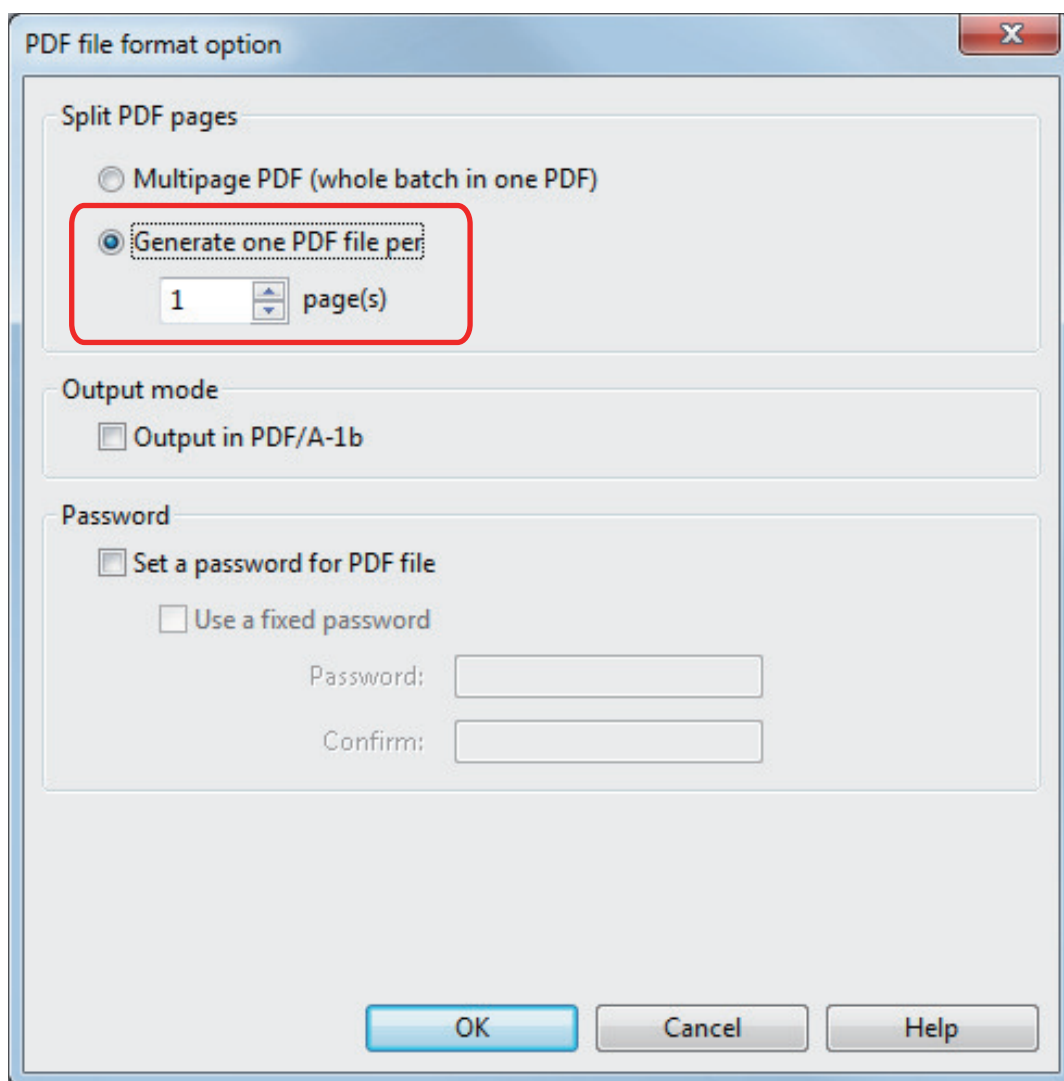 PDF file format option
Split PDF pages
Multipage PDF (whole batch in one PDF)
Generate one PDF file per
1 page(s)
Output mode
Output in PDF/A-1b
Password
Set a password for PDF file
Use a fixed password
Password:
Confirm:
OK Cancel Help